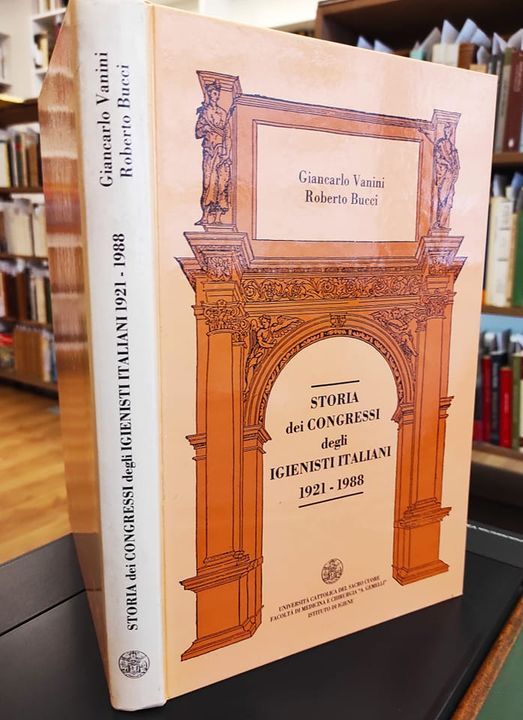 Giancarlo Vanini
Roberto Bucci
STORIA dei CONGRESSI degli IGIENISTI ITALIANI 1921 - 1988
Giancarlo Vanini
Roberto Bucci
STORIA
dei CONGRESSI
degli
IGIENISTI ITALIANI
1921 - 1988
UNIVERSITÀ CATTOLICA DEL SACRO CUORE
FACOLTÀ DI MEDICINA E CHIRURGIA "A. GEMELLI"
ISTITUTO DI IGIENE